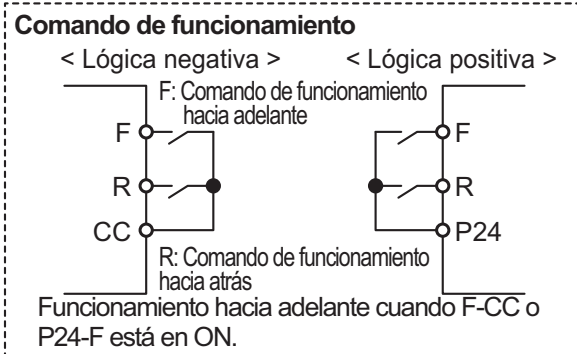 Comando de funcionamiento
< Lógica negativa >
< Lógica positiva >
F: Comando de funcionamiento
hacia adelante
F
R
CC
F
R
P24
R: Comando de funcionamiento
hacia atrás
Funcionamiento hacia adelante cuando F-CC o
P24-F está en ON.